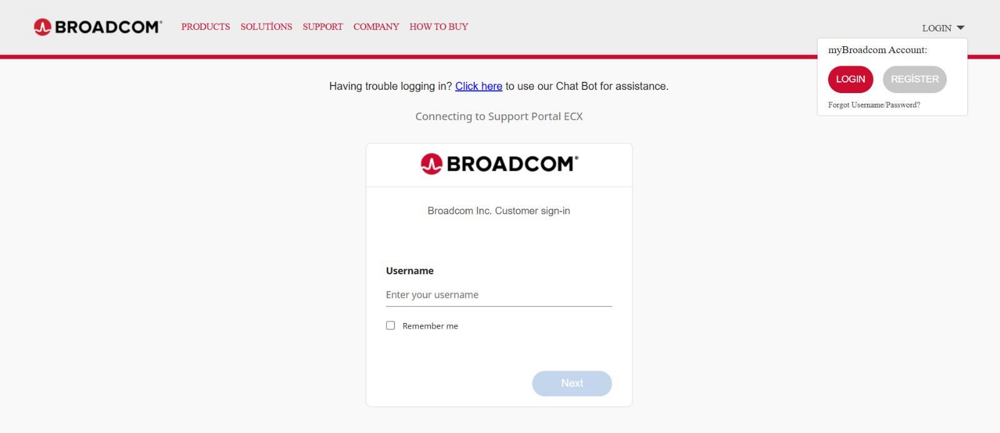 BROADCOM®
PRODUCTS SOLUTİONS SUPPORT COMPANY HOW TO BUY
LOGIN
myBroadcom Account:
LOGIN REGİSTER
Forgot Username/Password?
Having trouble logging in? Click here to use our Chat Bot for assistance.
Connecting to Support Portal ECX
BROADCOM®
Broadcom Inc. Customer sign-in
Username
Enter your username
Remember me
Next